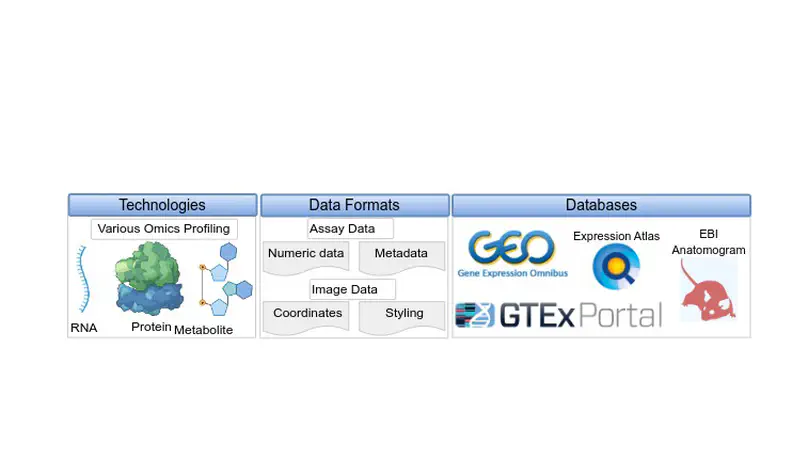 Technologies
Various Omics Profiling
RNA
Protein
Metabolite
Data Formats
Assay Data
Numeric data
Metadata
Image Data
Coordinates
Styling
Databases
GEO
Gene Expression Omnibus
Expression Atlas
EBI
Anatomogram
GTEx Portal